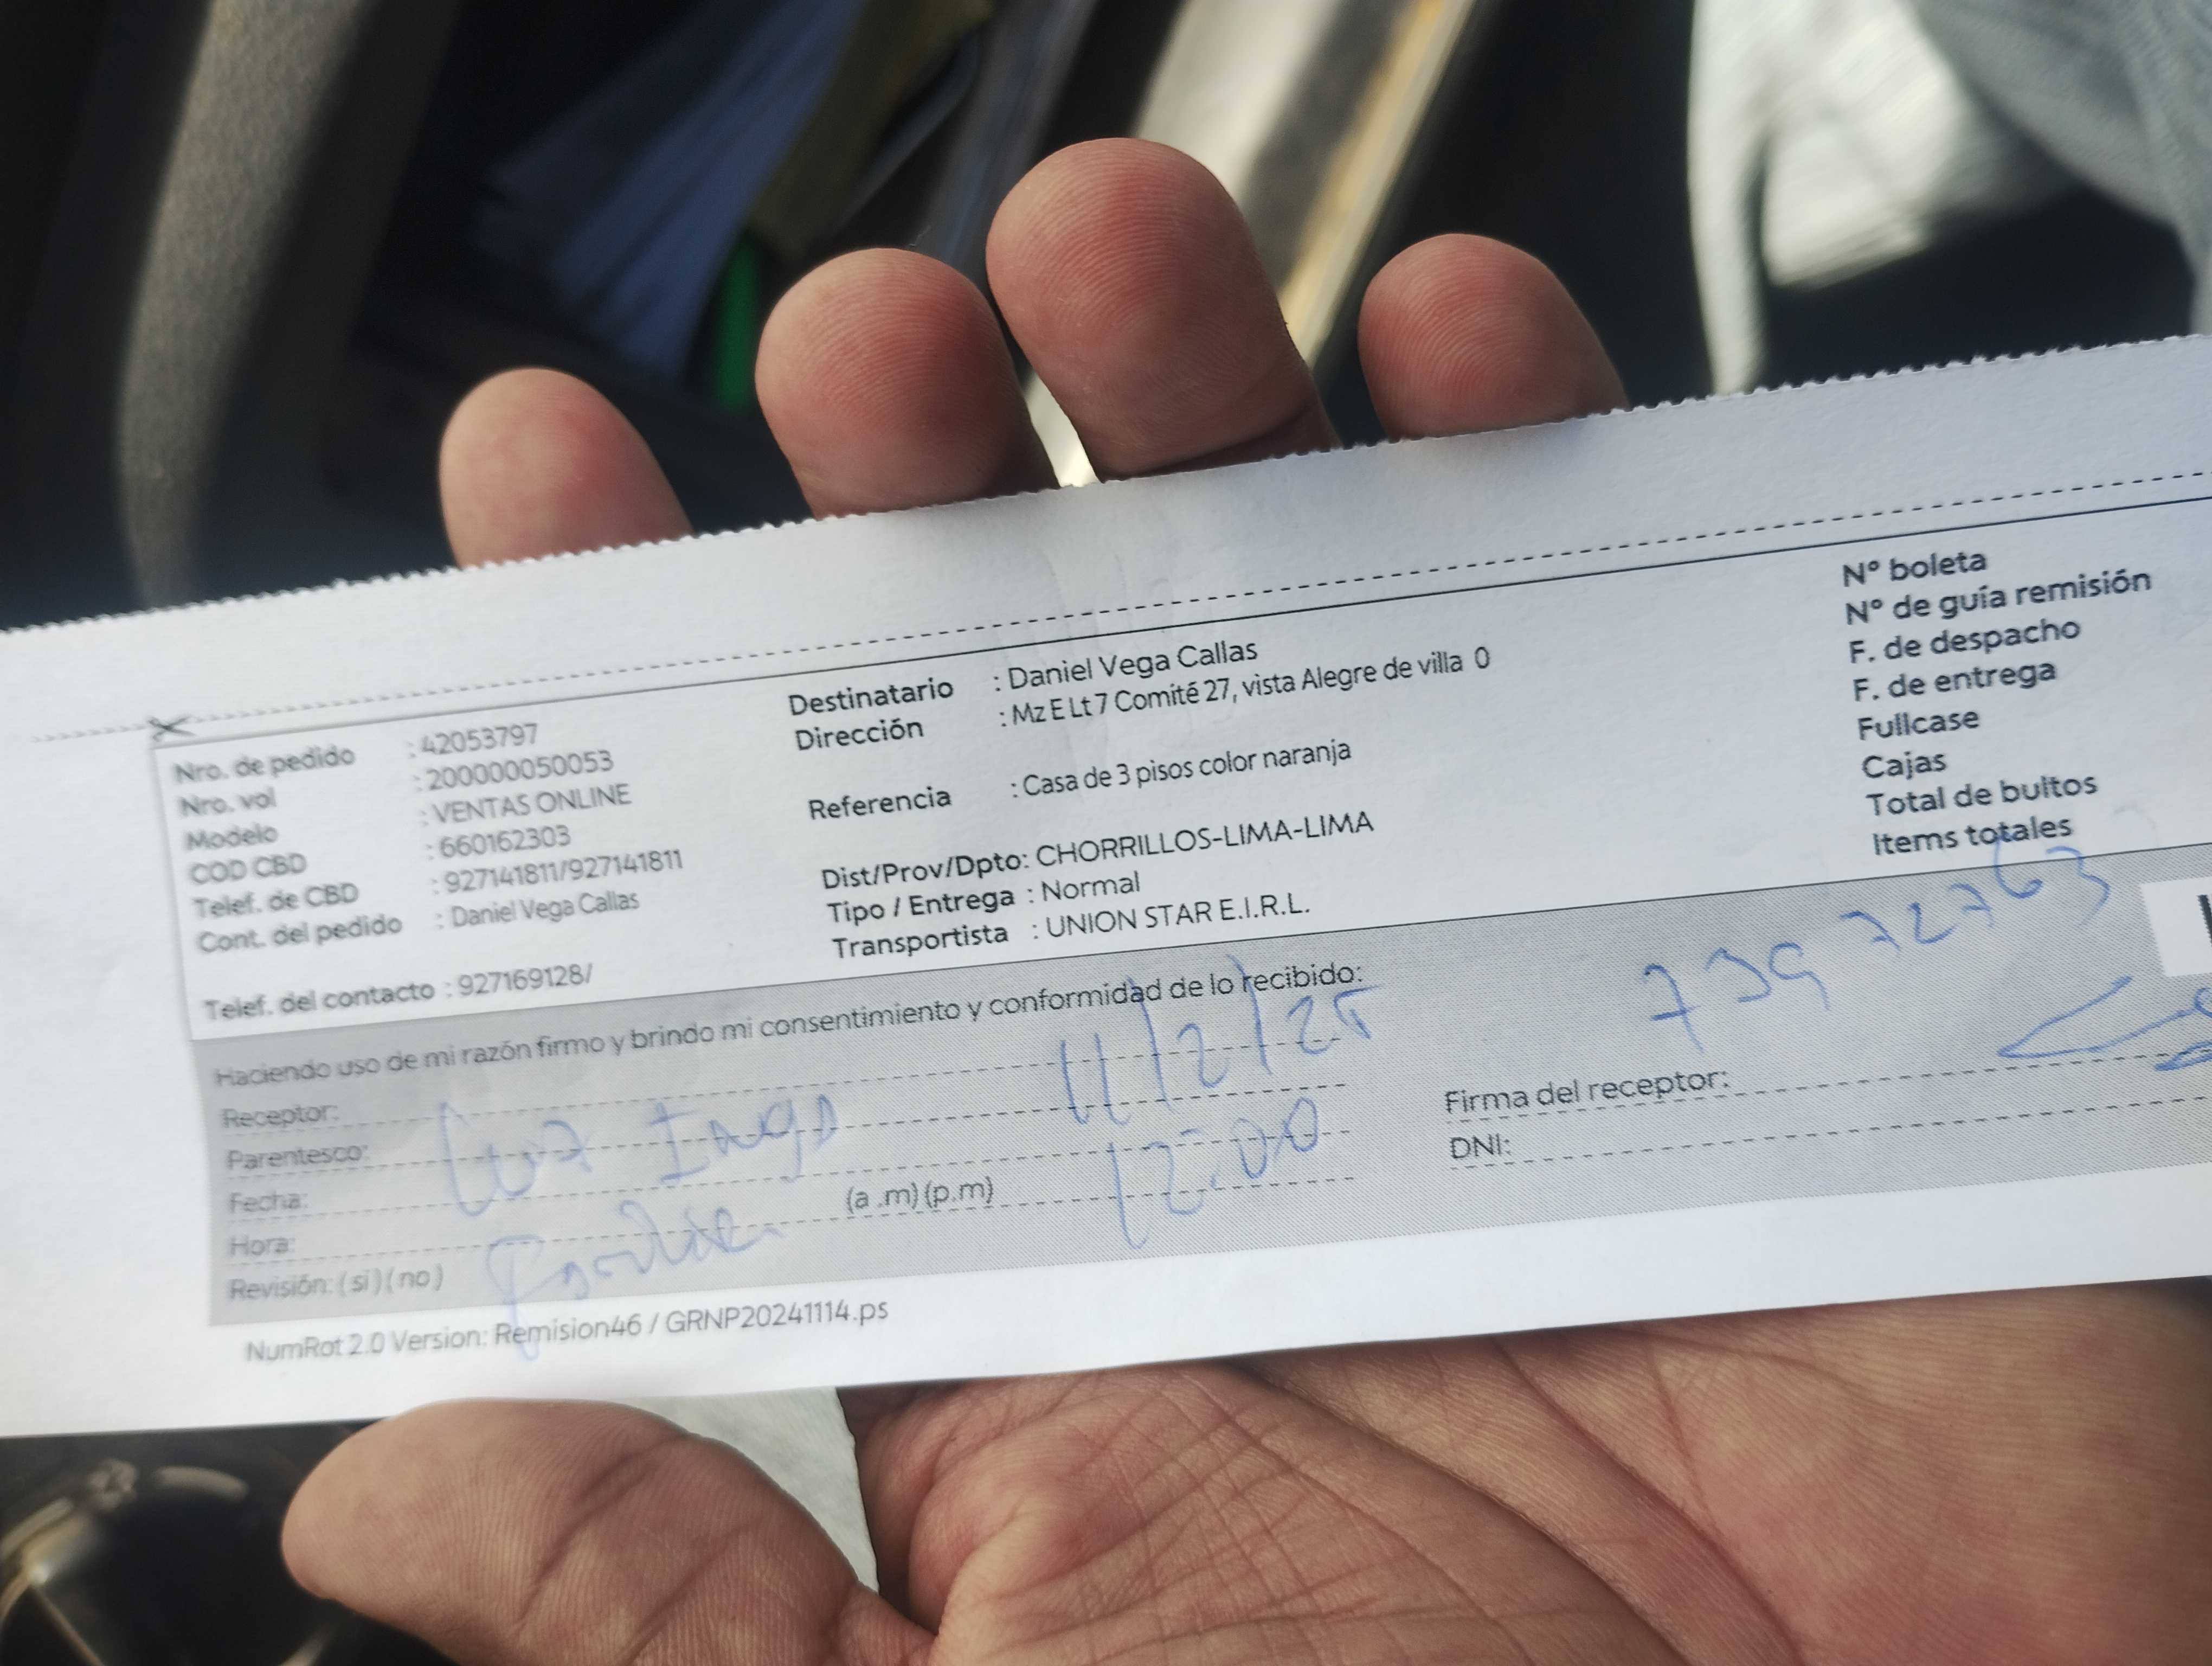 Nro. de pedido : 42053797
Nro. vol : 200000050053
Modelo : VENTAS ONLINE
COD CBD : 660162303
Telef. de CBD : 927141811/927141811
Cont. del pedido : Daniel Vega Callas
Telef. del contacto : 927169128/
Destinatario : Daniel Vega Callas
Dirección : Mz E Lt 7 Comité 27, vista Alegre de villa 0
Referencia : Casa de 3 pisos color naranja
Dist/Prov/Dpto: CHORRILLOS-LIMA-LIMA
Tipo / Entrega : Normal
Transportista : UNION STAR E.I.R.L.
N° boleta
N° de guía remisión
F. de despacho
F. de entrega
Fullcase
Cajas
Total de bultos
Items totales
Haciendo uso de mi razón firmo y brindo mi consentimiento y conformidad de lo recibido:
Receptor:
Parentesco:
Fecha:
Hora: (a .m) (p.m)
Revisión: ( si ) ( no )
11/2/25
12:00
Firma del receptor:
DNI:
NumRot 2.0 Version: Remision46 / GRNP20241114.ps